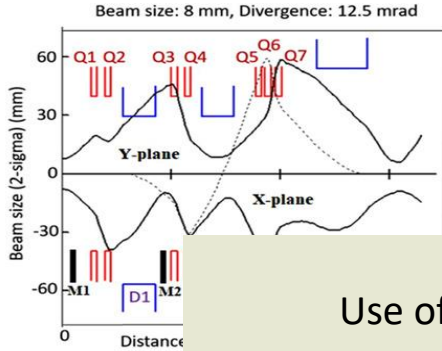 Beam size: 8 mm, Divergence: 12.5 mrad
Q6
Q1 Q2 Q3 Q4 Q5 Q7
60
Y-plane
0
X-plane
-30
M1 M2
-60
D1
Use of
0
Distance
Beam size (2-sigma) (mm)